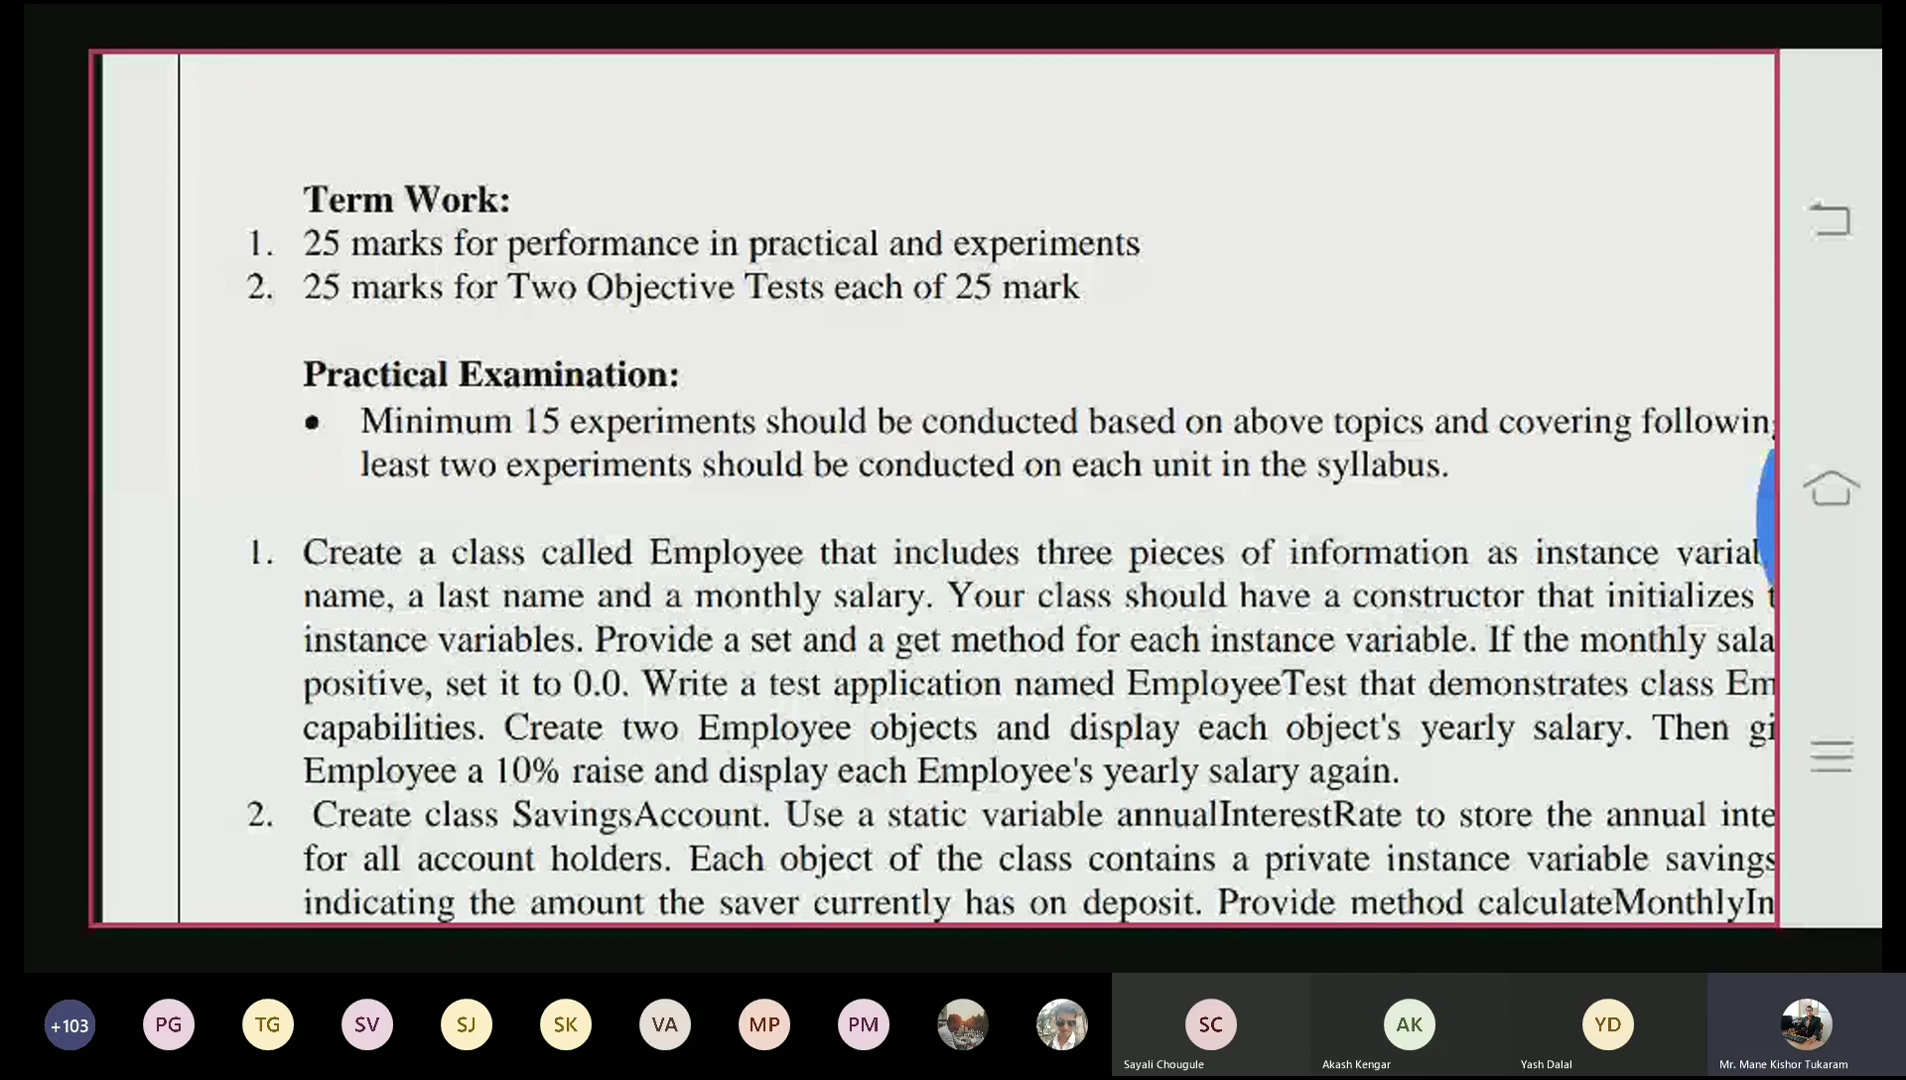 Term Work:
1. 25 marks for performance in practical and experiments
2. 25 marks for Two Objective Tests each of 25 mark
Practical Examination:
• Minimum 15 experiments should be conducted based on above topics and covering followin
least two experiments should be conducted on each unit in the syllabus.
1. Create a class called Employee that includes three pieces of information as instance
name, a last name and a monthly salary. Your class should have a constructor that initializes
instance variables. Provide a set and a get method for each instance variable. If the monthly sala
positive, set it to 0.0. Write a test application named EmployeeTest that demonstrates class Em
capabilities. Create two Employee objects and display each object's yearly salary. Then gi
Employee a 10% raise and display each Employee's yearly salary again.
2. Create class SavingsAccount. Use a static variable annualInterestRate to store the annual inte
for all account holders. Each object of the class contains a private instance variable savings
indicating the amount the saver currently has on deposit. Provide method calculateMonthlyIn
+103 PG TG SV SJ SK VA MP PM SC AK YD
Sayali Chougule Akash Kengar Yash Dalal Mr. Mane Kishor Tukaram